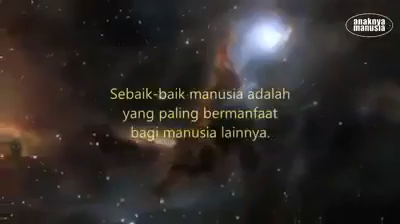 anaknya
manusia
Sebaik-baik manusia adalah
yang paling bermanfaat
bagi manusia lainnya.